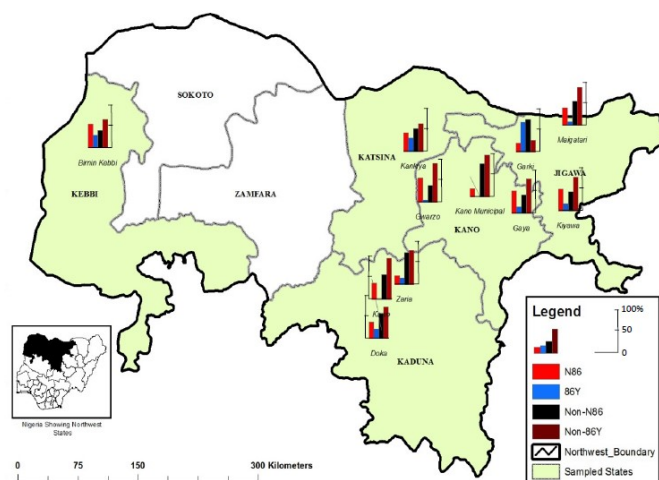 SOKOTO
Maigatari
KATSINA
Birnin Kebbi
Kankiya
Garki
JIGAWA
KEBBI
ZAMFARA
Gwarzo
Kano Municipal
Gaya
Kiyawa
KANO
Zaria
Doka
KADUNA
Legend
100%
50
0
N86
86Y
Non-N86
Non-86Y
Northwest_Boundary
Sampled States
Nigeria Showing Northwest
States
0 75 150 300 Kilometers